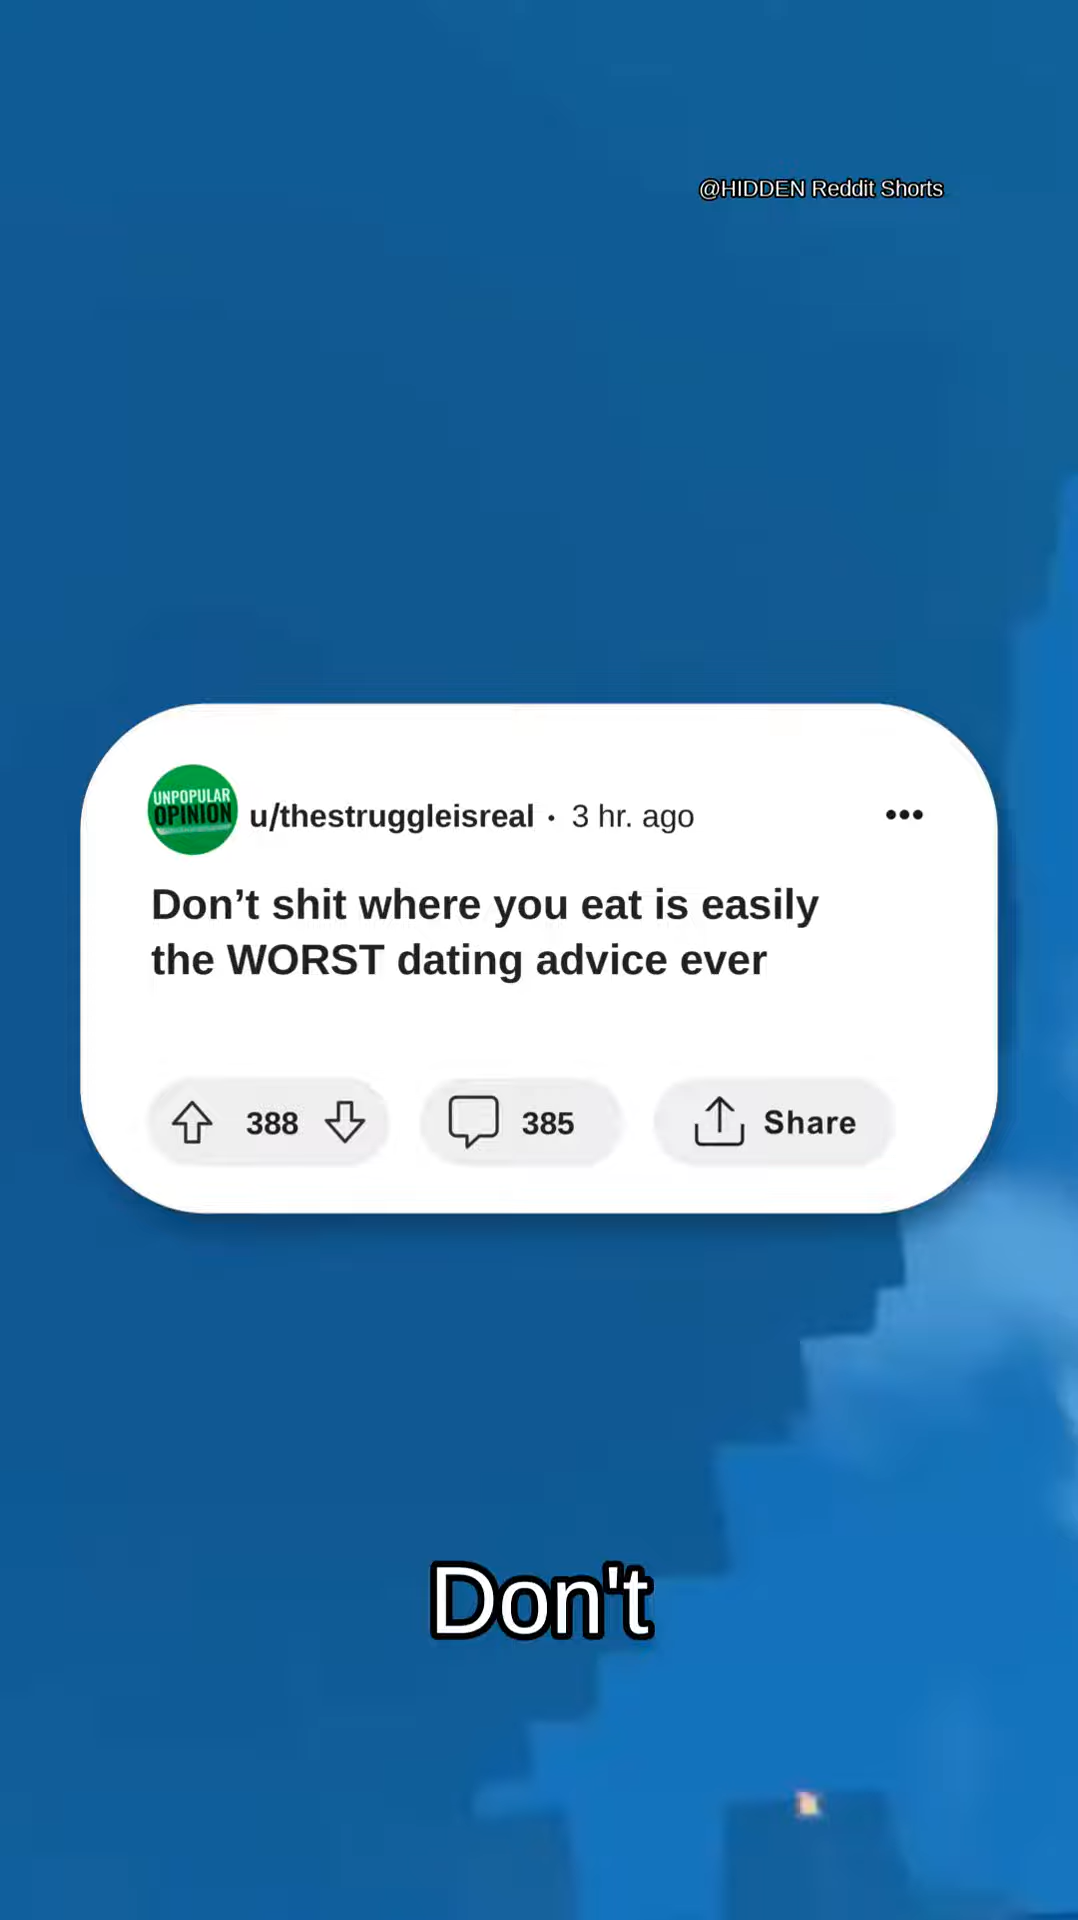 @HIDDEN Reddit Shorts
UNPOPULAR
OPINION
u/thestruggleisreal • 3 hr. ago
Don’t shit where you eat is easily
the WORST dating advice ever
388
385
Share
Don't